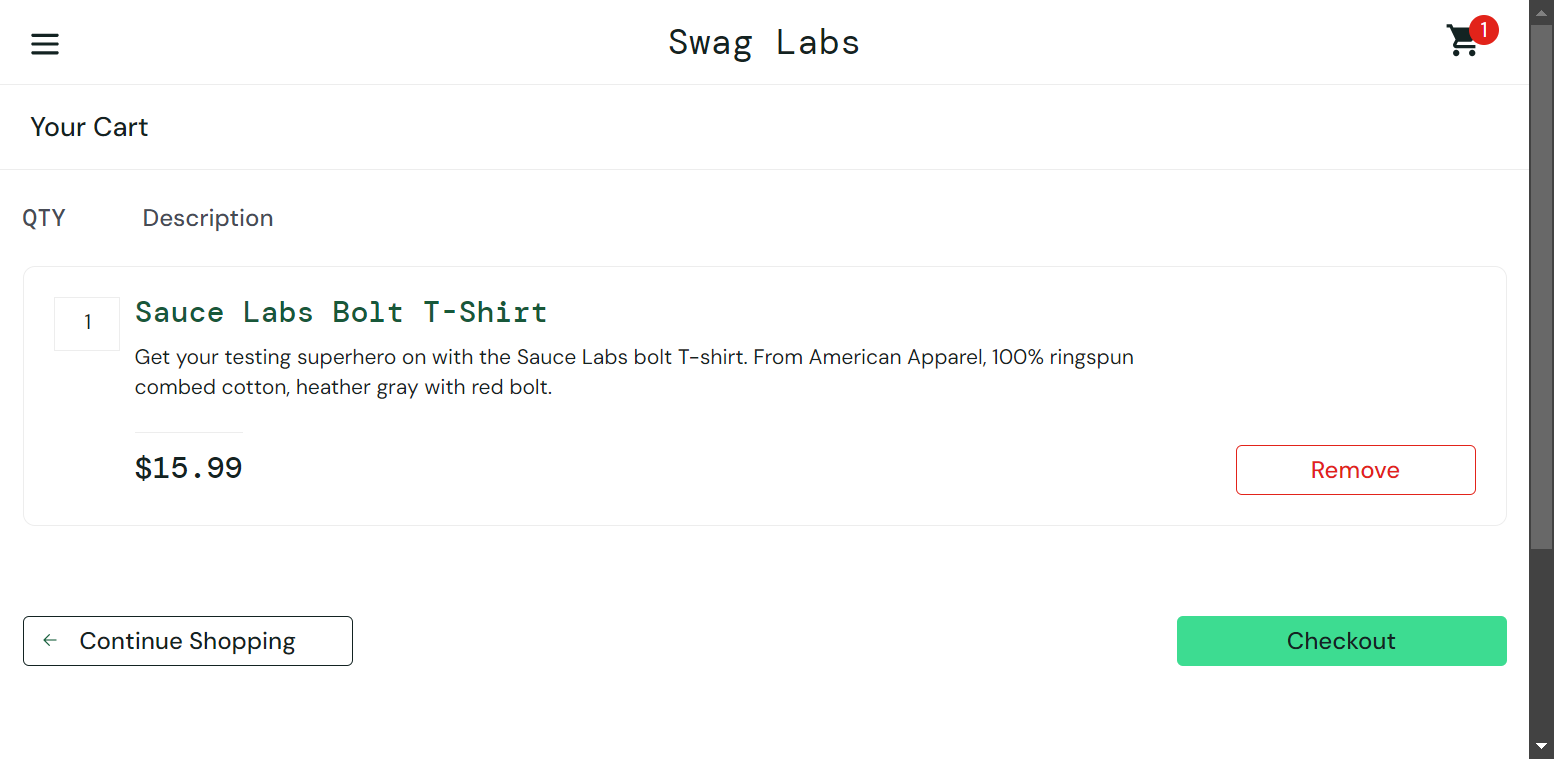 Swag Labs
1
Your Cart
QTY Description
1
Sauce Labs Bolt T-Shirt
Get your testing superhero on with the Sauce Labs bolt T-shirt. From American Apparel, 100% ringspun
combed cotton, heather gray with red bolt.
$15.99
Remove
Continue Shopping
Checkout